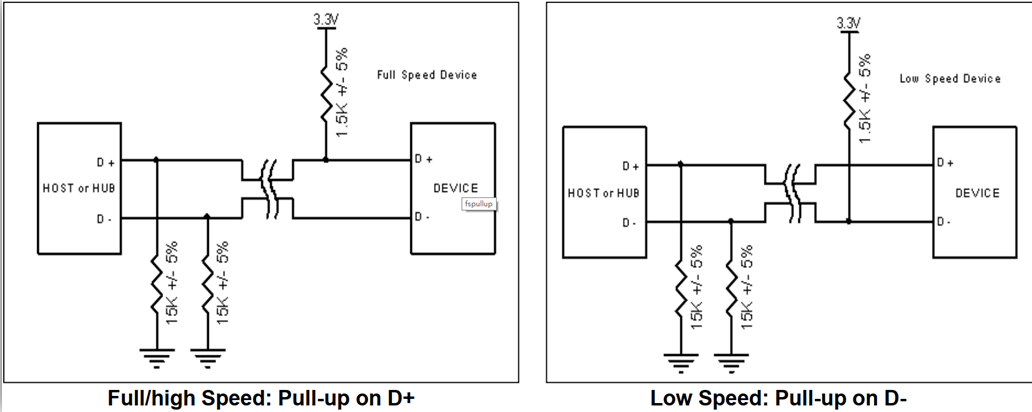 3.3V
1.5K +/- 5%
Full Speed Device
D +
HOST or HUB
D -
D +
DEVICE
fspullup
D -
15K +/- 5%
15K +/- 5%
Full/high Speed: Pull-up on D+
3.3V
1.5K +/- 5%
Low Speed Device
D +
HOST or HUB
D -
D +
DEVICE
D -
15K +/- 5%
15K +/- 5%
Low Speed: Pull-up on D-